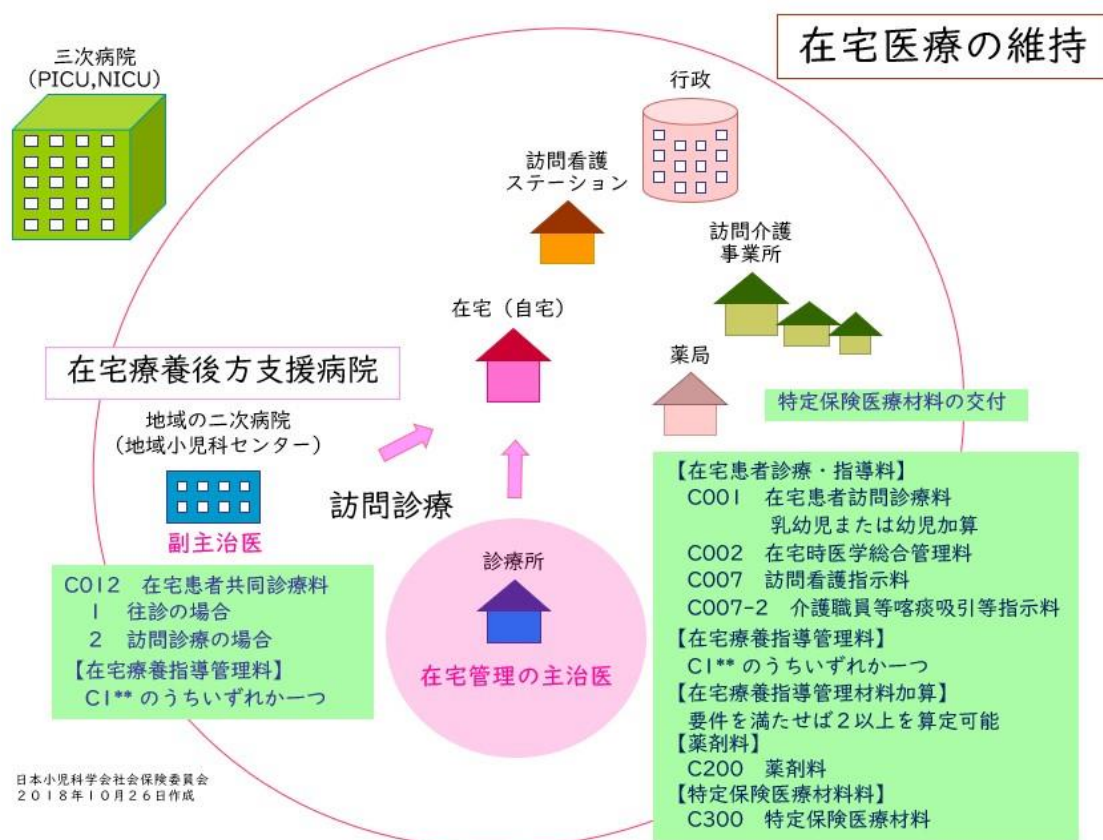 在宅医療の維持
三次病院
（PICU,NICU）
行政
訪問看護
ステーション
訪問介護
事業所
在宅（自宅）
薬局
特定保険医療材料の交付
在宅療養後方支援病院
地域の二次病院
（地域小児科センター）
副主治医
訪問診療
C012　在宅患者共同診療料
1　往診の場合
2　訪問診療の場合
【在宅療養指導管理料】
C1** のうちいずれか一つ
診療所
在宅管理の主治医
【在宅患者診療・指導料】
C001　在宅患者訪問診療料
乳幼児または幼児加算
C002　在宅時医学総合管理料
C007　訪問看護指示料
C007-2　介護職員等喀痰吸引等指示料
【在宅療養指導管理料】
C1** のうちいずれか一つ
【在宅療養指導管理材料加算】
要件を満たせば２以上を算定可能
【薬剤料】
C200　薬剤料
【特定保険医療材料料】
C300　特定保険医療材料
日本小児科学会社会保険委員会
２０１８年１０月２６日作成